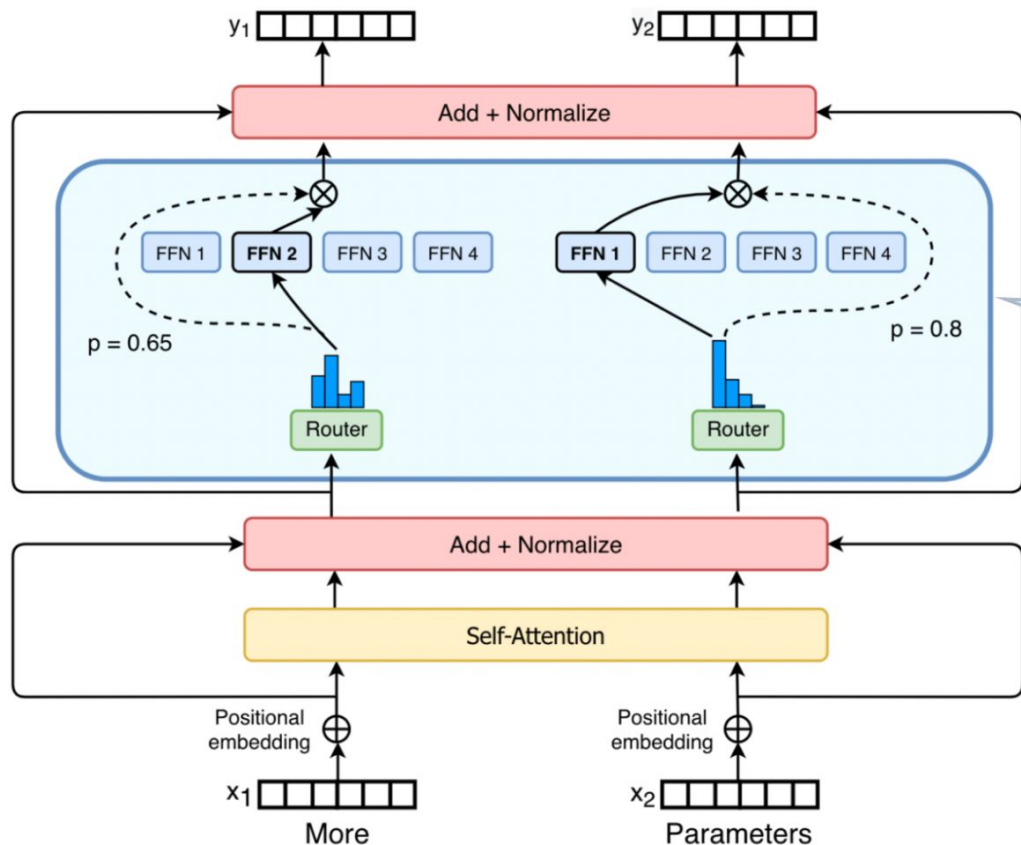 y1 y2
Add + Normalize
FFN 1 FFN 2 FFN 3 FFN 4 FFN 1 FFN 2 FFN 3 FFN 4
p = 0.65 p = 0.8
Router Router
Add + Normalize
Self-Attention
Positional
embedding
Positional
embedding
x1 x2
More Parameters